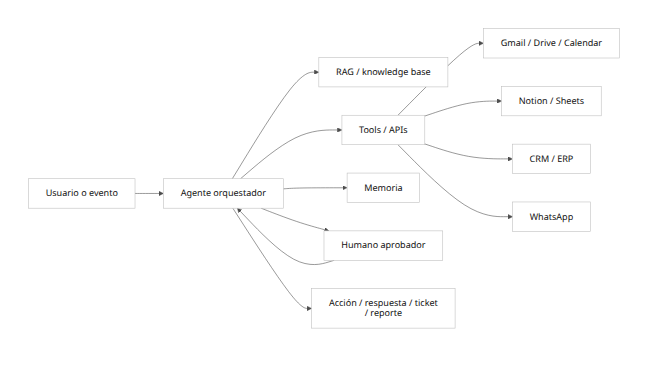 Usuario o evento
Agente orquestador
RAG / knowledge base
Tools / APIs
Memoria
Humano aprobador
Acción / respuesta / ticket
/ reporte
Gmail / Drive / Calendar
Notion / Sheets
CRM / ERP
WhatsApp